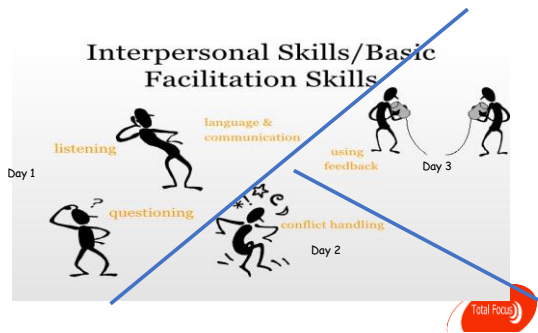 Interpersonal Skills/Basic
Facilitation Skills
language &
communication
listening
using
feedback
Day 3
Day 1
questioning
?
*!
conflict handling
Day 2
Total Focus